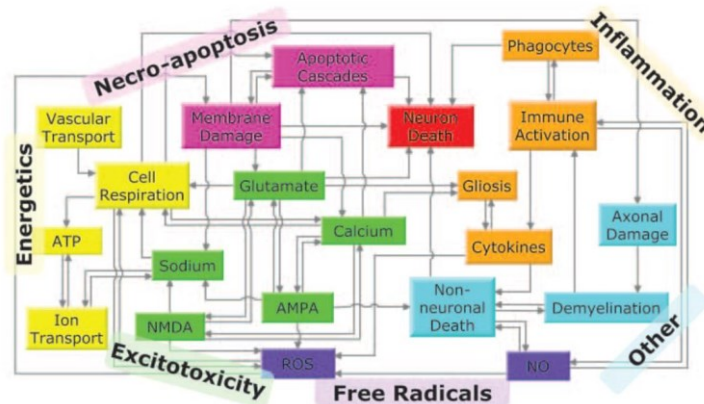 Necro-apoptosis
Inflammation
Energetics
Excitotoxicity
Free Radicals
Other
Phagocytes
Apoptotic
Cascades
Vascular
Transport
Membrane
Damage
Neuron
Death
Immune
Activation
Cell
Respiration
Glutamate
Gliosis
Axonal
Damage
ATP
Calcium
Cytokines
Sodium
Ion
Transport
NMDA
AMPA
Non-
neuronal
Death
Demyelination
ROS
NO